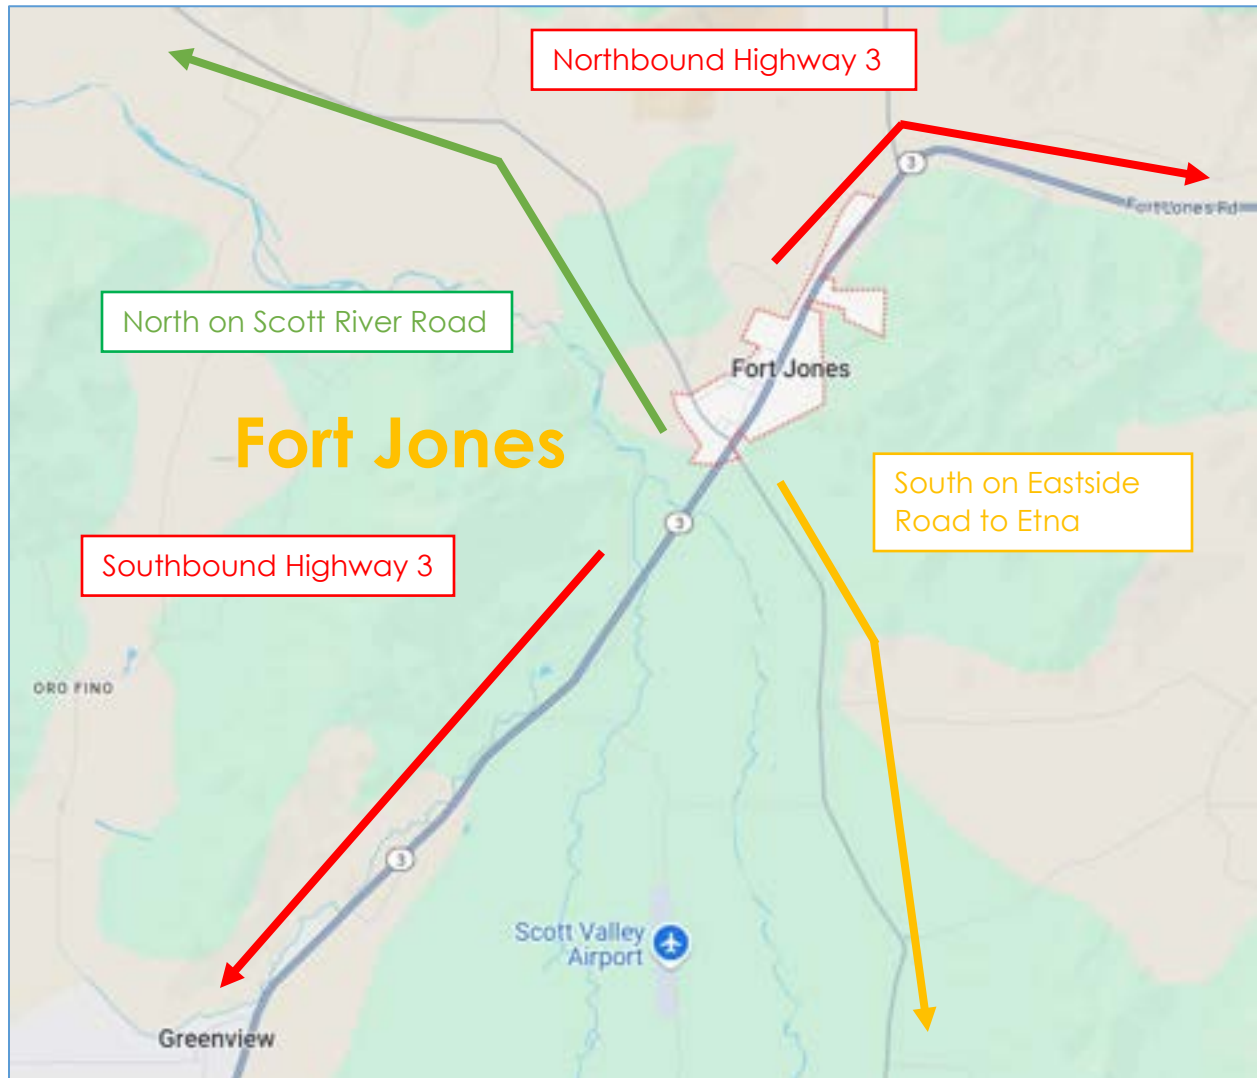 Northbound Highway 3
3
Fort Jones Rd
North on Scott River Road
Fort Jones
Fort Jones
South on Eastside
Road to Etna
3
Southbound Highway 3
ORO FINO
3
Scott Valley
Airport
Greenview